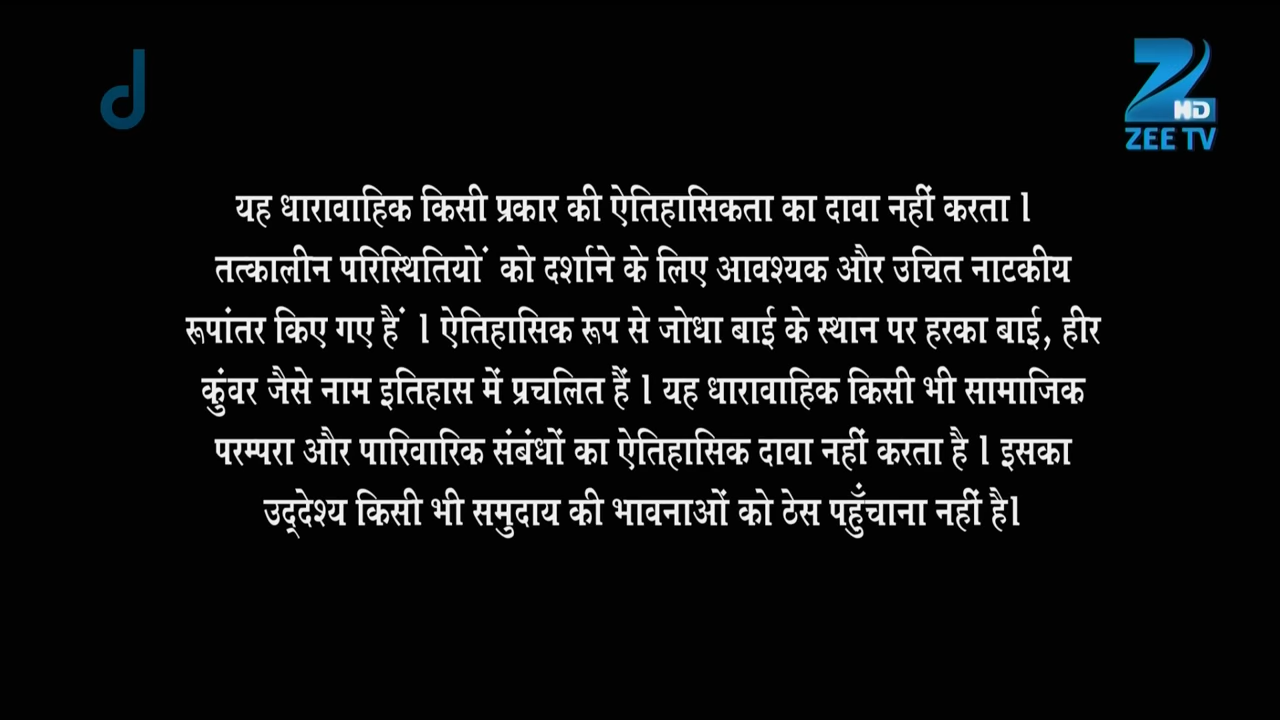 d
Z
HD
ZEE TV
यह धारावाहिक किसी प्रकार की ऐतिहासिकता का दावा नहीं करता ।
तत्कालीन परिस्थितियों को दर्शाने के लिए आवश्यक और उचित नाटकीय
रूपांतर किए गए हैं । ऐतिहासिक रूप से जोधा बाई के स्थान पर हरका बाई, हीर
कुंवर जैसे नाम इतिहास में प्रचलित हैं । यह धारावाहिक किसी भी सामाजिक
परम्परा और पारिवारिक संबंधों का ऐतिहासिक दावा नहीं करता है । इसका
उद्देश्य किसी भी समुदाय की भावनाओं को ठेस पहुँचाना नहीं है।